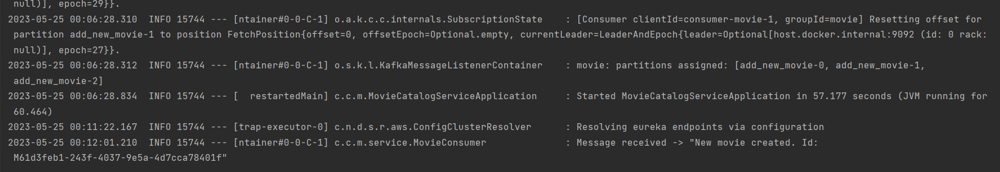 null)], epoch=29}}.
2023-05-25 00:06:28.310  INFO 15744 --- [ntainer#0-0-C-1] o.a.k.c.c.internals.SubscriptionState    : [Consumer clientId=consumer-movie-1, groupId=movie] Resetting offset for
partition add_new_movie-1 to position FetchPosition{offset=0, offsetEpoch=Optional.empty, currentLeader=LeaderAndEpoch{leader=Optional[host.docker.internal:9092 (id: 0 rack:
null)], epoch=27}}.
2023-05-25 00:06:28.312  INFO 15744 --- [ntainer#0-0-C-1] o.s.k.l.KafkaMessageListenerContainer    : movie: partitions assigned: [add_new_movie-0, add_new_movie-1,
add_new_movie-2]
2023-05-25 00:06:28.834  INFO 15744 --- [  restartedMain] c.c.m.MovieCatalogServiceApplication     : Started MovieCatalogServiceApplication in 57.177 seconds (JVM running for
60.464)
2023-05-25 00:11:22.167  INFO 15744 --- [trap-executor-0] c.n.d.s.r.aws.ConfigClusterResolver      : Resolving eureka endpoints via configuration
2023-05-25 00:12:01.210  INFO 15744 --- [ntainer#0-0-C-1] c.c.m.service.MovieConsumer              : Message received -> "New movie created. Id:
M61d3feb1-243f-4037-9e5a-4d7cca78401f"